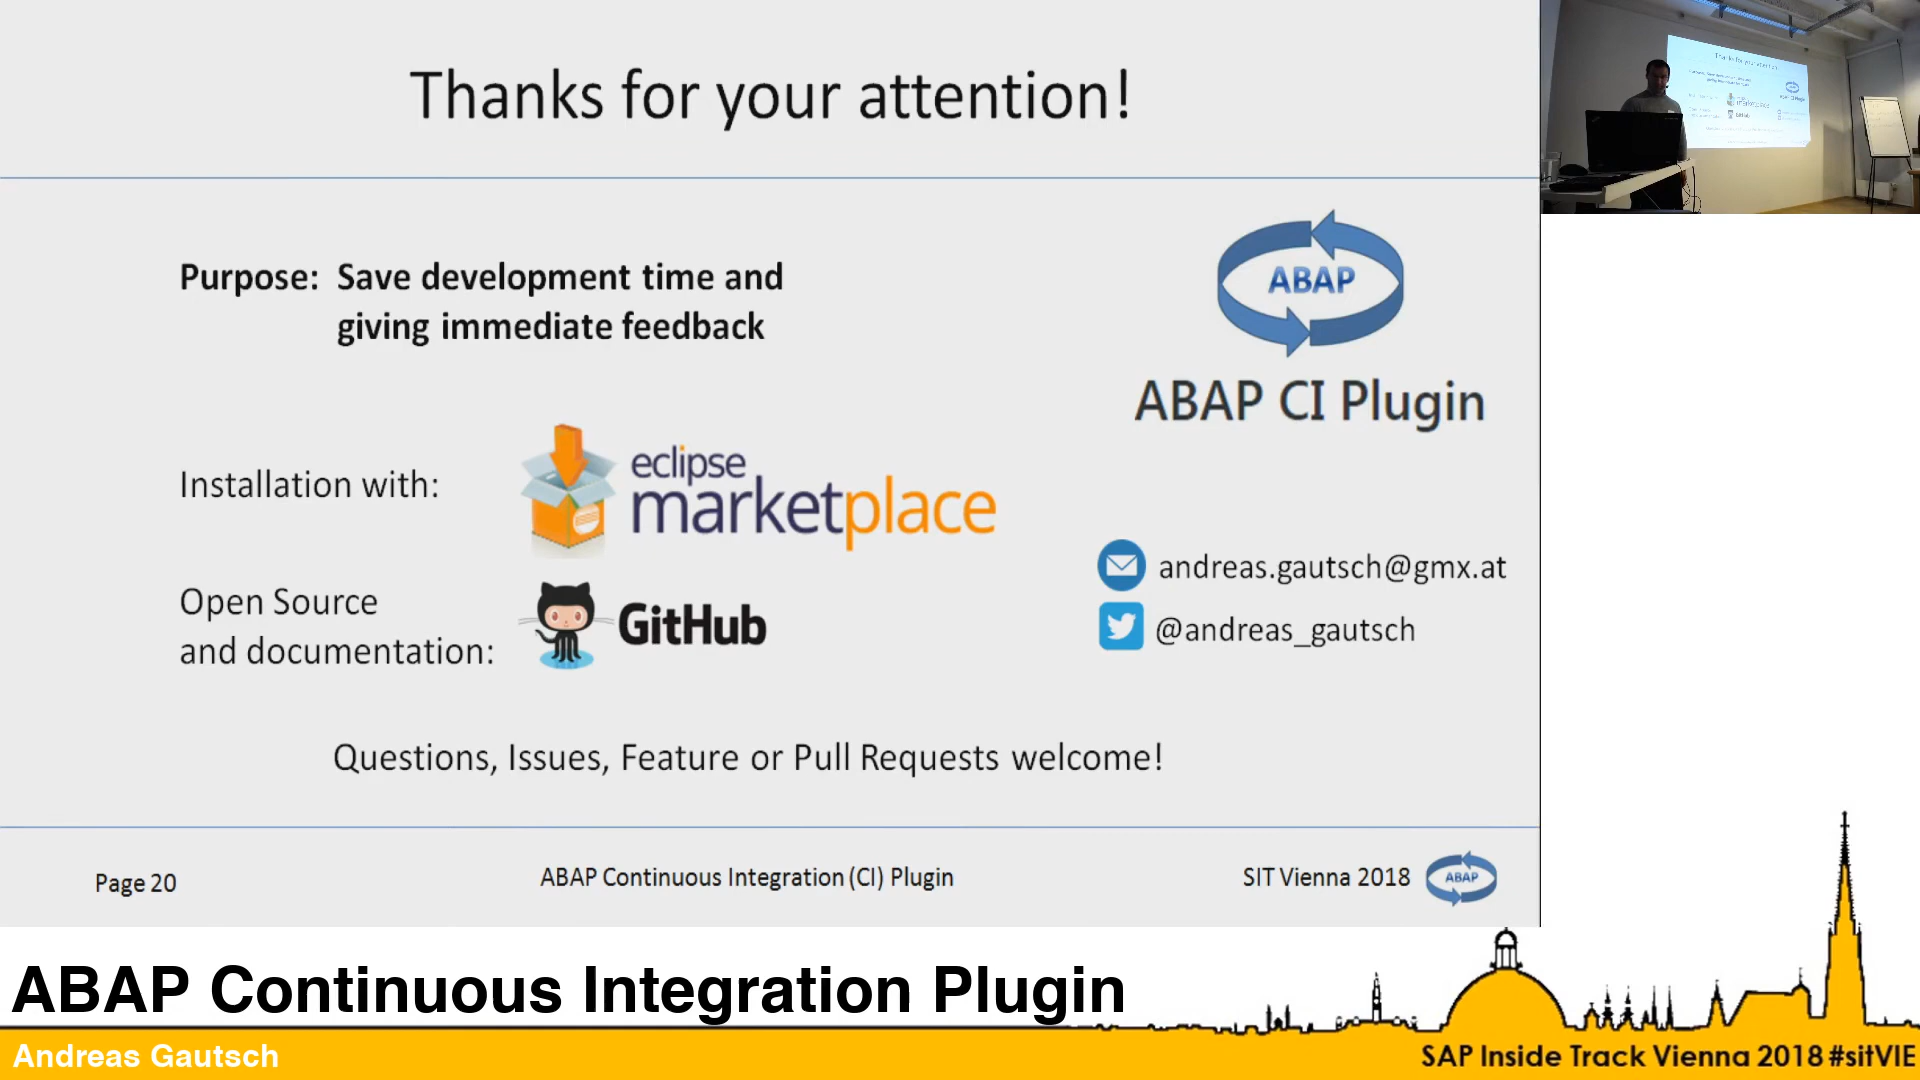 Thanks for your attention!
Purpose: Save development time and
giving immediate feedback
ABAP
ABAP CI Plugin
Installation with:
eclipse
marketplace
Open Source
and documentation:
GitHub
andreas.gautsch@gmx.at
@andreas_gautsch
Questions, Issues, Feature or Pull Requests welcome!
Page 20
ABAP Continuous Integration (CI) Plugin
SIT Vienna 2018
ABAP
ABAP Continuous Integration Plugin
Andreas Gautsch
SAP Inside Track Vienna 2018 #sitVIE